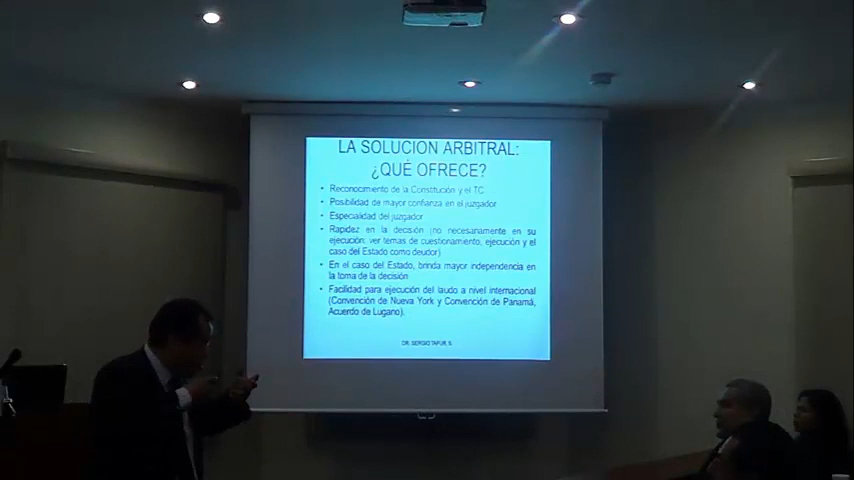 LA SOLUCION ARBITRAL:
¿QUÉ OFRECE?
• Reconocimiento de la Constitución y el TC.
• Posibilidad de mayor confianza en el juzgador
• Especialidad del juzgador
• Rapidez en la decisión (no necesariamente en su
ejecución: ver temas de cuestionamiento, ejecución y el
caso del Estado como deudor)
• En el caso del Estado, brinda mayor independencia en
la toma de la decisión
• Facilidad para ejecución del laudo a nivel internacional
(Convención de Nueva York y Convención de Panamá,
Acuerdo de Lugano).
DR. SERGIO TAFUR S.